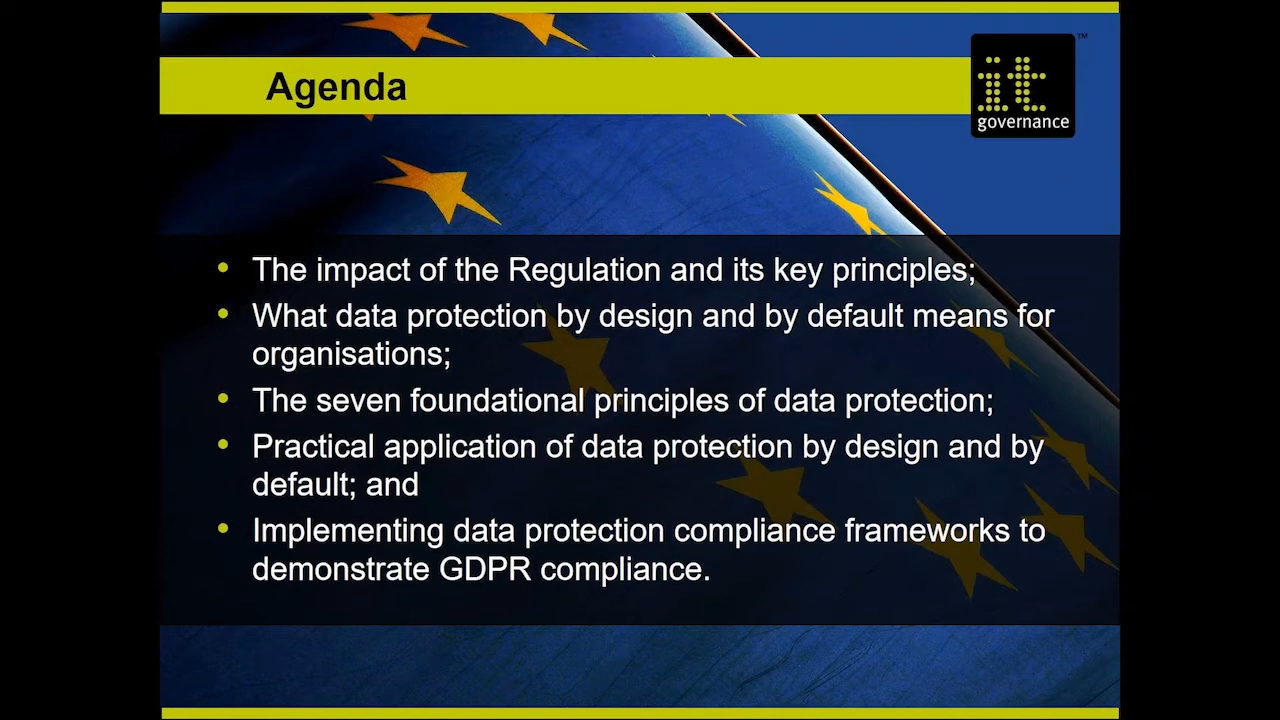 Agenda
it
governance
TM
• The impact of the Regulation and its key principles;
• What data protection by design and by default means for
organisations;
• The seven foundational principles of data protection;
• Practical application of data protection by design and by
default; and
• Implementing data protection compliance frameworks to
demonstrate GDPR compliance.